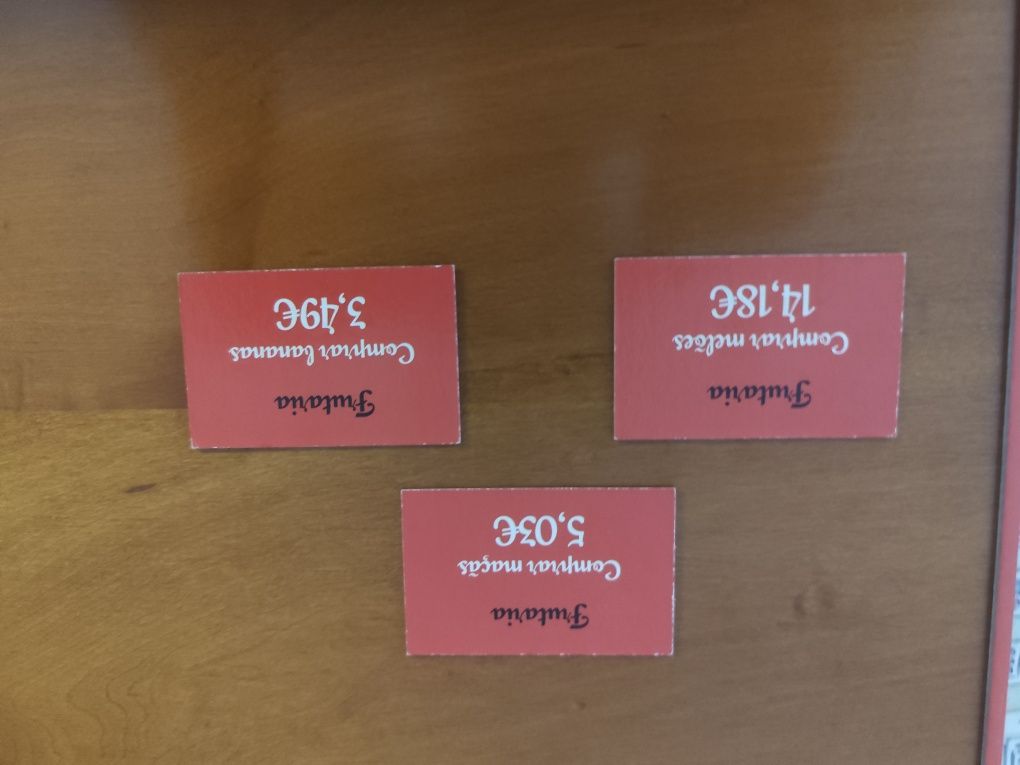 Frutaria
Comprar maçãs
5,03€
Frutaria
Comprar melões
14,18€
Frutaria
Comprar bananas
3,49€